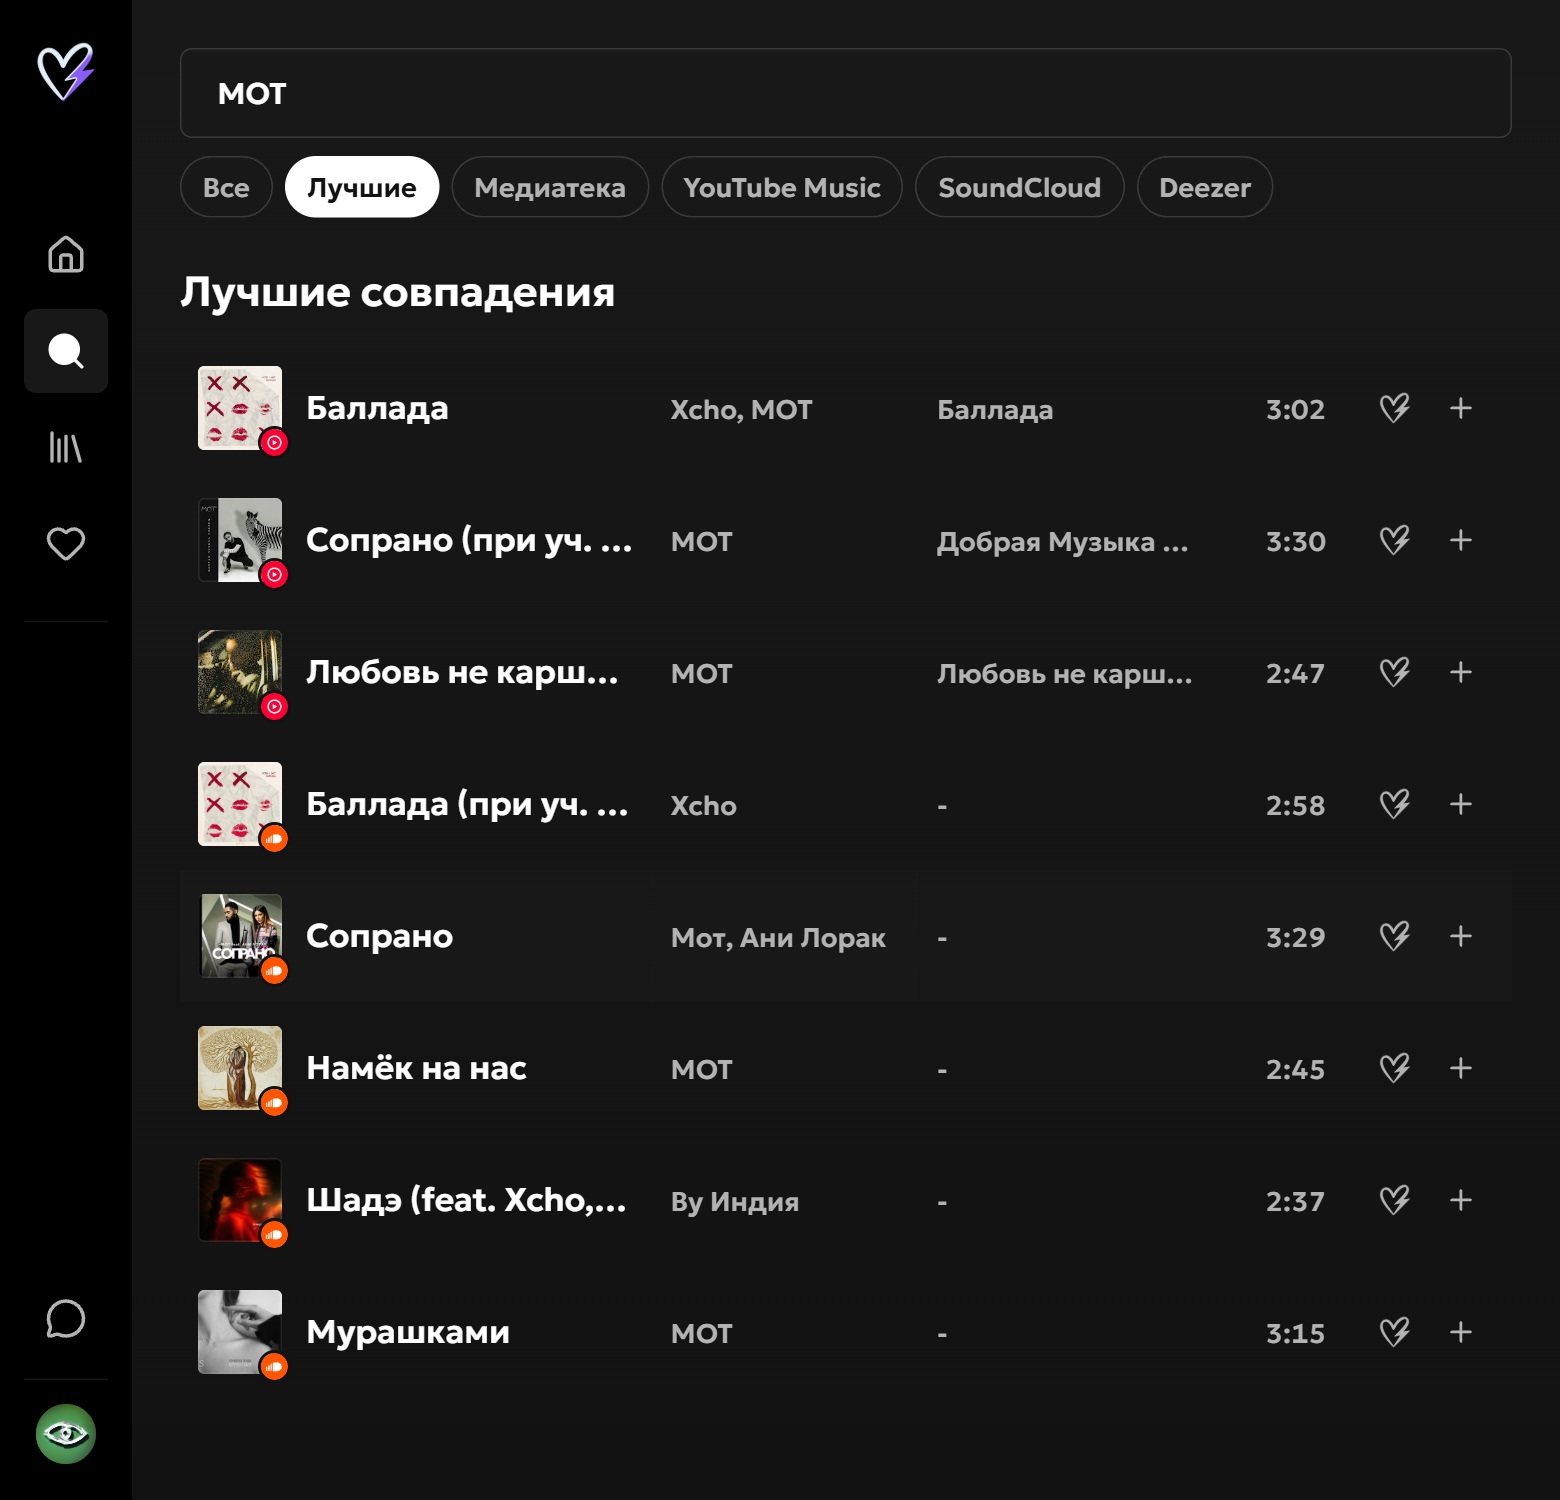 МОТ
Все
Лучшие
Медиатека
YouTube Music
SoundCloud
Deezer
Лучшие совпадения
Баллада
Xcho, МОТ
Баллада
3:02
МОТ
Сопрано (при уч. ...
МОТ
Добрая Музыка ...
3:30
Любовь не карш...
МОТ
Любовь не карш...
2:47
Баллада (при уч. ...
Xcho
-
2:58
СОПРАНО
Сопрано
Мот, Ани Лорак
-
3:29
Намёк на нас
МОТ
-
2:45
Шадэ (feat. Xcho,...
Ву Индия
-
2:37
Мурашками
МОТ
-
3:15